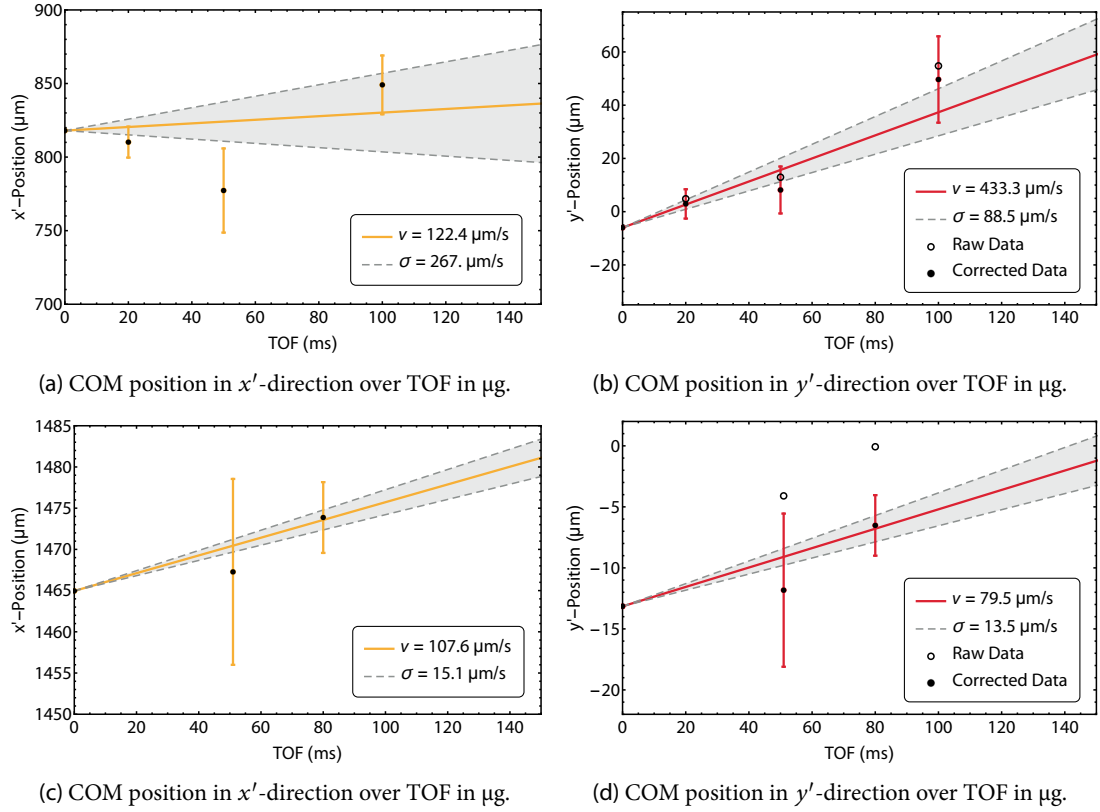 900
850
800
750
700
x′−Position (μm)
0 20 40 60 80 100 120 140
TOF (ms)
v = 122.4 μm/s
σ = 267. μm/s
(a) COM position in x′-direction over TOF in μg.
60
40
20
0
−20
y′−Position (μm)
0 20 40 60 80 100 120 140
TOF (ms)
v = 433.3 μm/s
σ = 88.5 μm/s
Raw Data
Corrected Data
(b) COM position in y′-direction over TOF in μg.
1485
1480
1475
1470
1465
1460
1455
1450
x′−Position (μm)
0 20 40 60 80 100 120 140
TOF (ms)
v = 107.6 μm/s
σ = 15.1 μm/s
(c) COM position in x′-direction over TOF in μg.
0
−5
−10
−15
−20
y′−Position (μm)
0 20 40 60 80 100 120 140
TOF (ms)
v = 79.5 μm/s
σ = 13.5 μm/s
Raw Data
Corrected Data
(d) COM position in y′-direction over TOF in μg.